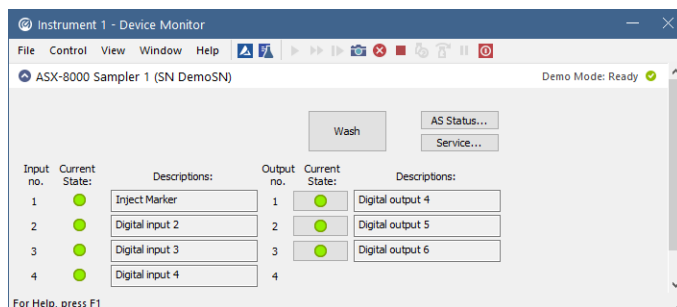 Instrument 1 - Device Monitor
File Control View Window Help
ASX-8000 Sampler 1 (SN DemoSN) Demo Mode: Ready
Wash
AS Status...
Service...
Input no. Current State: Descriptions: Output no. Current State: Descriptions:
1 Inject Marker 1 Digital output 4
2 Digital input 2 2 Digital output 5
3 Digital input 3 3 Digital output 6
4 Digital input 4 4
For Help, press F1